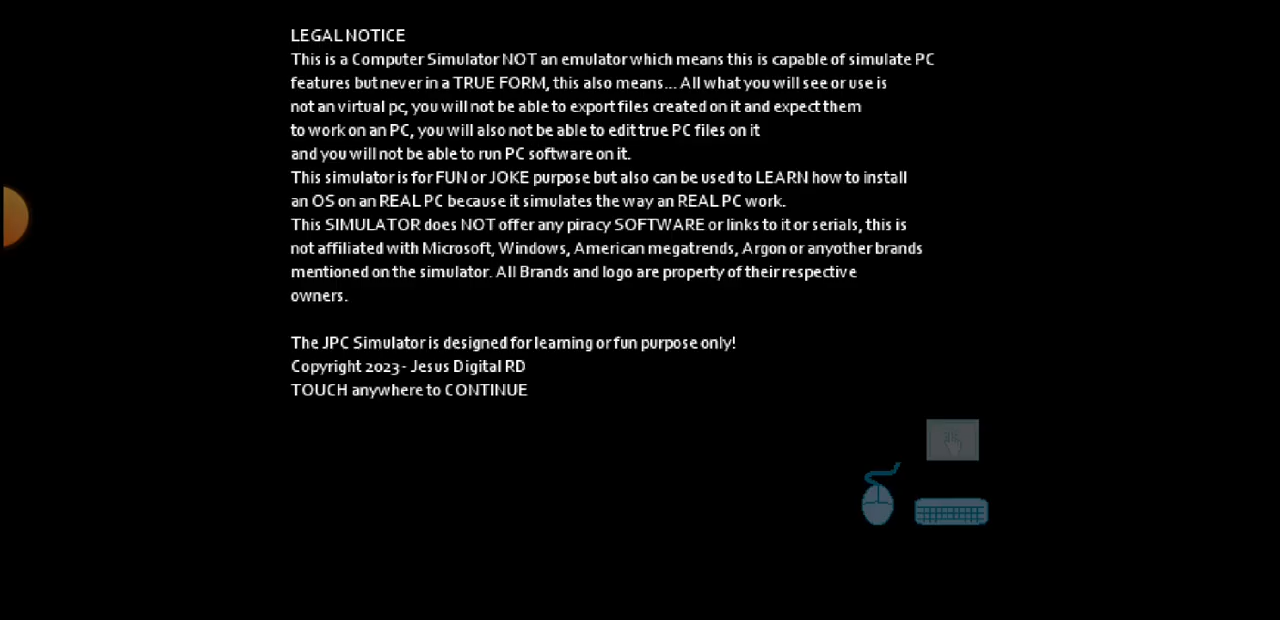 LEGAL NOTICE
This is a Computer Simulator NOT an emulator which means this is capable of simulate PC
features but never in a TRUE FORM, this also means... All what you will see or use is
not an virtual pc, you will not be able to export files created on it and expect them
to work on an PC, you will also not be able to edit true PC files on it
and you will not be able to run PC software on it.
This simulator is for FUN or JOKE purpose but also can be used to LEARN how to install
an OS on an REAL PC because it simulates the way an REAL PC work.
This SIMULATOR does NOT offer any piracy SOFTWARE or links to it or serials, this is
not affiliated with Microsoft, Windows, American megatrends, Argon or anyother brands
mentioned on the simulator. All Brands and logo are property of their respective
owners.
The JPC Simulator is designed for learning or fun purpose only!
Copyright 2023 - Jesus Digital RD
TOUCH anywhere to CONTINUE